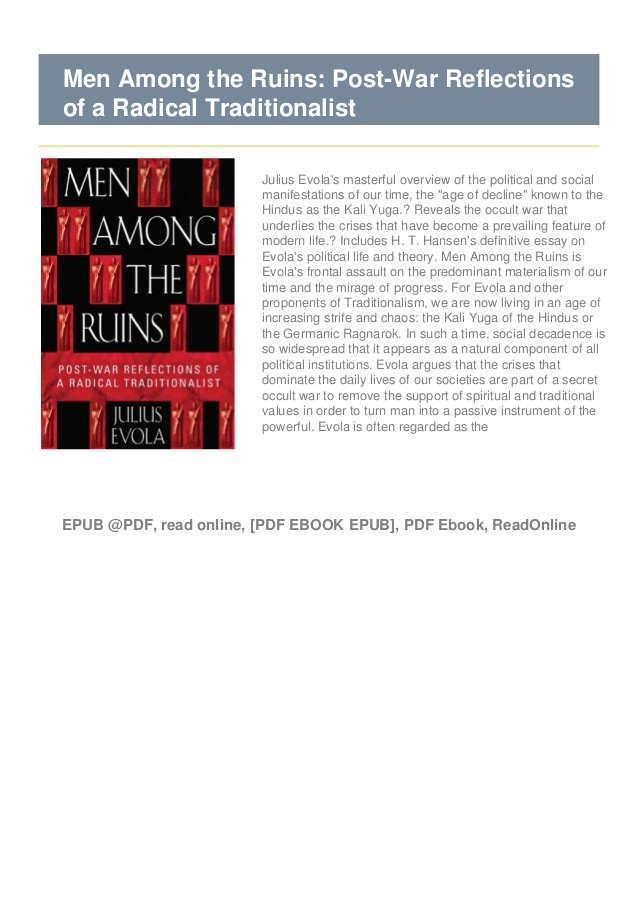 Men Among the Ruins: Post-War Reflections
of a Radical Traditionalist
MEN
AMONG
THE
RUINS
POST-WAR REFLECTIONS OF
A RADICAL TRADITIONALIST
JULIUS
EVOLA
Julius Evola's masterful overview of the political and social
manifestations of our time, the "age of decline" known to the
Hindus as the Kali Yuga.? Reveals the occult war that
underlies the crises that have become a prevailing feature of
modern life.? Includes H. T. Hansen's definitive essay on
Evola's political life and theory. Men Among the Ruins is
Evola's frontal assault on the predominant materialism of our
time and the mirage of progress. For Evola and other
proponents of Traditionalism, we are now living in an age of
increasing strife and chaos: the Kali Yuga of the Hindus or
the Germanic Ragnarok. In such a time, social decadence is
so widespread that it appears as a natural component of all
political institutions. Evola argues that the crises that
dominate the daily lives of our societies are part of a secret
occult war to remove the support of spiritual and traditional
values in order to turn man into a passive instrument of the
powerful. Evola is often regarded as the
EPUB @PDF, read online, [PDF EBOOK EPUB], PDF Ebook, ReadOnline